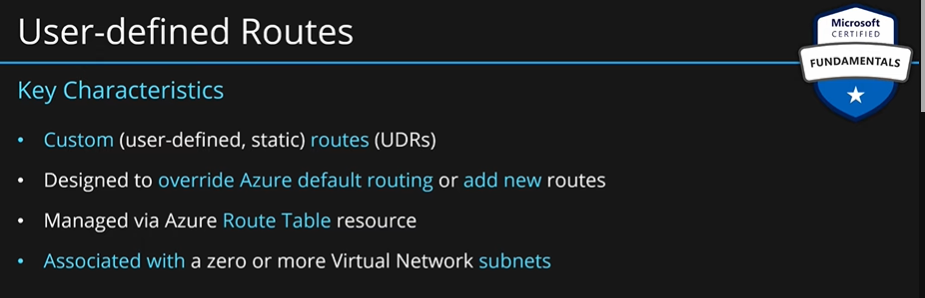 User-defined Routes
Microsoft
CERTIFIED
FUNDAMENTALS
Key Characteristics
• Custom (user-defined, static) routes (UDRs)
• Designed to override Azure default routing or add new routes
• Managed via Azure Route Table resource
• Associated with a zero or more Virtual Network subnets